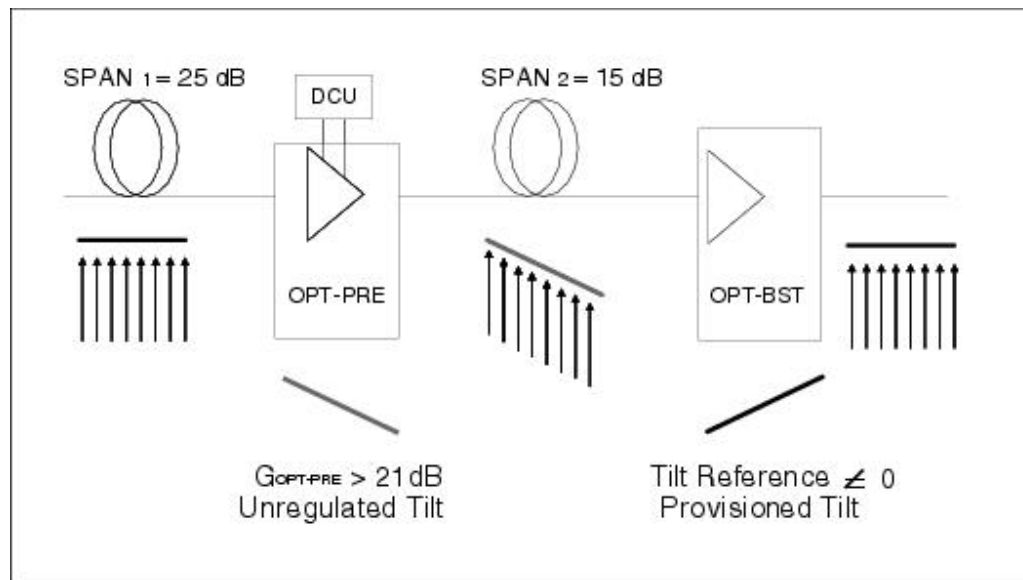 SPAN 1 = 25 dB
DCU
SPAN 2 = 15 dB
OPT-PRE
OPT-BST
GOPT-PRE > 21 dB
Unregulated Tilt
Tilt Reference ≠ 0
Provisioned Tilt